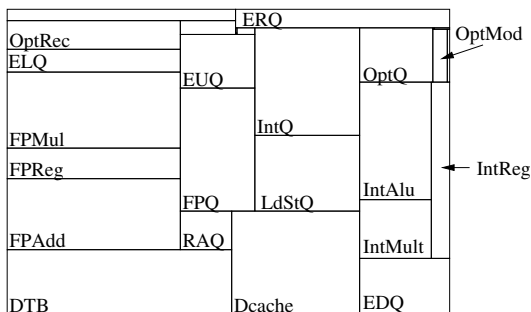 ERQ
OptMod
OptRec
ELQ
EUQ
OptQ
IntQ
FPMul
FPReg
IntReg
IntAlu
FPQ
LdStQ
FPAdd
RAQ
IntMult
DTB
Dcache
EDQ